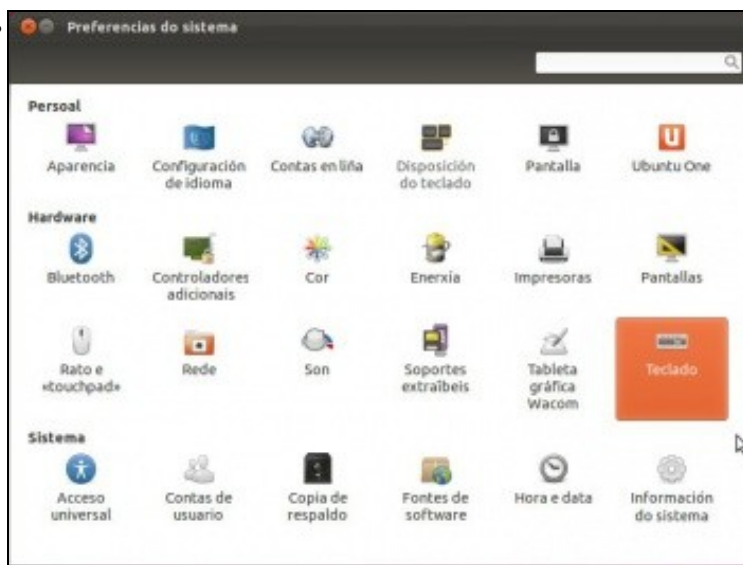 Preferencias do sistema
Persoal
Aparencia
Configuración
de idioma
Contas en liña
Disposición
do teclado
Pantalla
Ubuntu One
Hardware
Bluetooth
Controladores
adicionais
Cor
Enerxía
Impresoras
Pantallas
Rato e
«touchpad»
Rede
Son
Soportes
extraíbeis
Tableta
gráfica
Wacom
Teclado
Sistema
Acceso
universal
Contas de
usuario
Copia de
respaldo
Fontes de
software
Hora e data
Información
do sistema